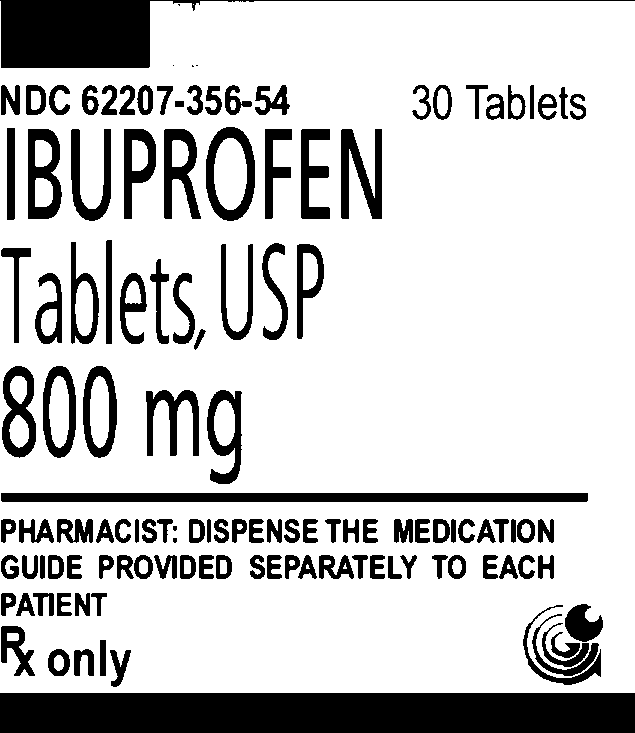 NDC 62207-356-54 30 Tablets
IBUPROFEN
Tablets, USP
800 mg
PHARMACIST: DISPENSE THE MEDICATION
GUIDE PROVIDED SEPARATELY TO EACH
PATIENT
Rx only